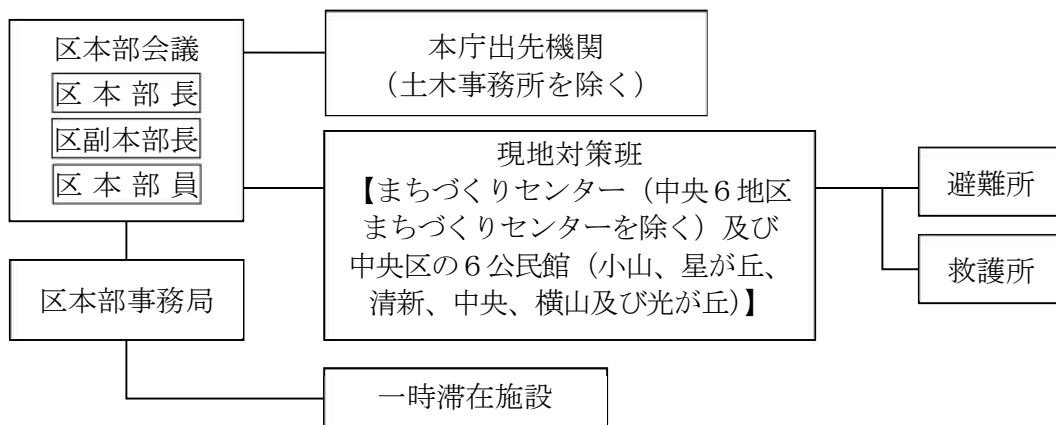 区本部会議
区 本 部 長
区副本部長
区 本 部 員
本庁出先機関
（土木事務所を除く）
現地対策班
【まちづくりセンター（中央６地区
まちづくりセンターを除く）及び
中央区の６公民館（小山、星が丘、
清新、中央、横山及び光が丘）】
避難所
救護所
区本部事務局
一時滞在施設